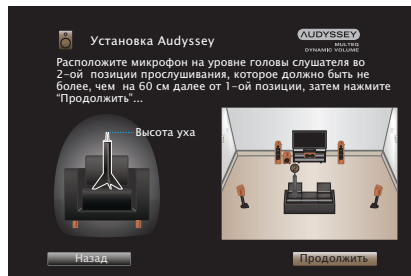 Установка Audyssey
AUDYSSEY
MULTEQ
DYNAMIC VOLUME
Расположите микрофон на уровне головы слушателя во
2-ой позиции прослушивания, которое должно быть не
более, чем на 60 см далее от 1-ой позиции, затем нажмите
"Продолжить"...
Высота уха
Назад
Продолжить